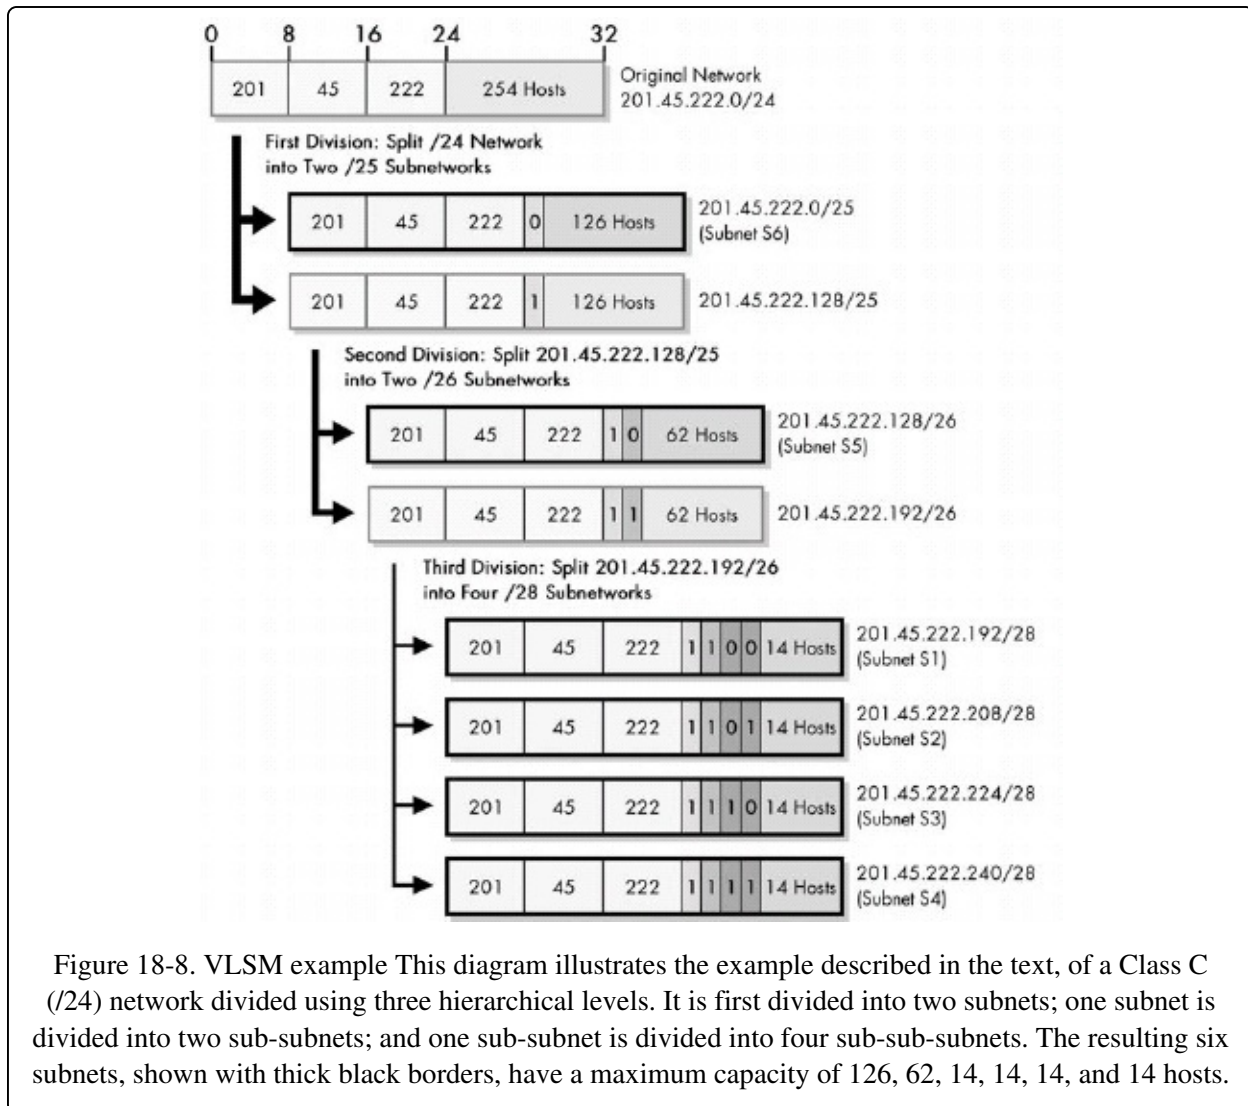 0 8 16 24 32
201 45 222 254 Hosts
Original Network
201.45.222.0/24
First Division: Split /24 Network
into Two /25 Subnetworks
201 45 222 0 126 Hosts
201.45.222.0/25
(Subnet S6)
201 45 222 1 126 Hosts
201.45.222.128/25
Second Division: Split 201.45.222.128/25
into Two /26 Subnetworks
201 45 222 1 0 62 Hosts
201.45.222.128/26
(Subnet S5)
201 45 222 1 1 62 Hosts
201.45.222.192/26
Third Division: Split 201.45.222.192/26
into Four /28 Subnetworks
201 45 222 1 1 0 0 14 Hosts
201.45.222.192/28
(Subnet S1)
201 45 222 1 1 0 1 14 Hosts
201.45.222.208/28
(Subnet S2)
201 45 222 1 1 1 0 14 Hosts
201.45.222.224/28
(Subnet S3)
201 45 222 1 1 1 1 14 Hosts
201.45.222.240/28
(Subnet S4)
Figure 18-8. VLSM example This diagram illustrates the example described in the text, of a Class C
(/24) network divided using three hierarchical levels. It is first divided into two subnets; one subnet is
divided into two sub-subnets; and one sub-subnet is divided into four sub-sub-subnets. The resulting six
subnets, shown with thick black borders, have a maximum capacity of 126, 62, 14, 14, 14, and 14 hosts.